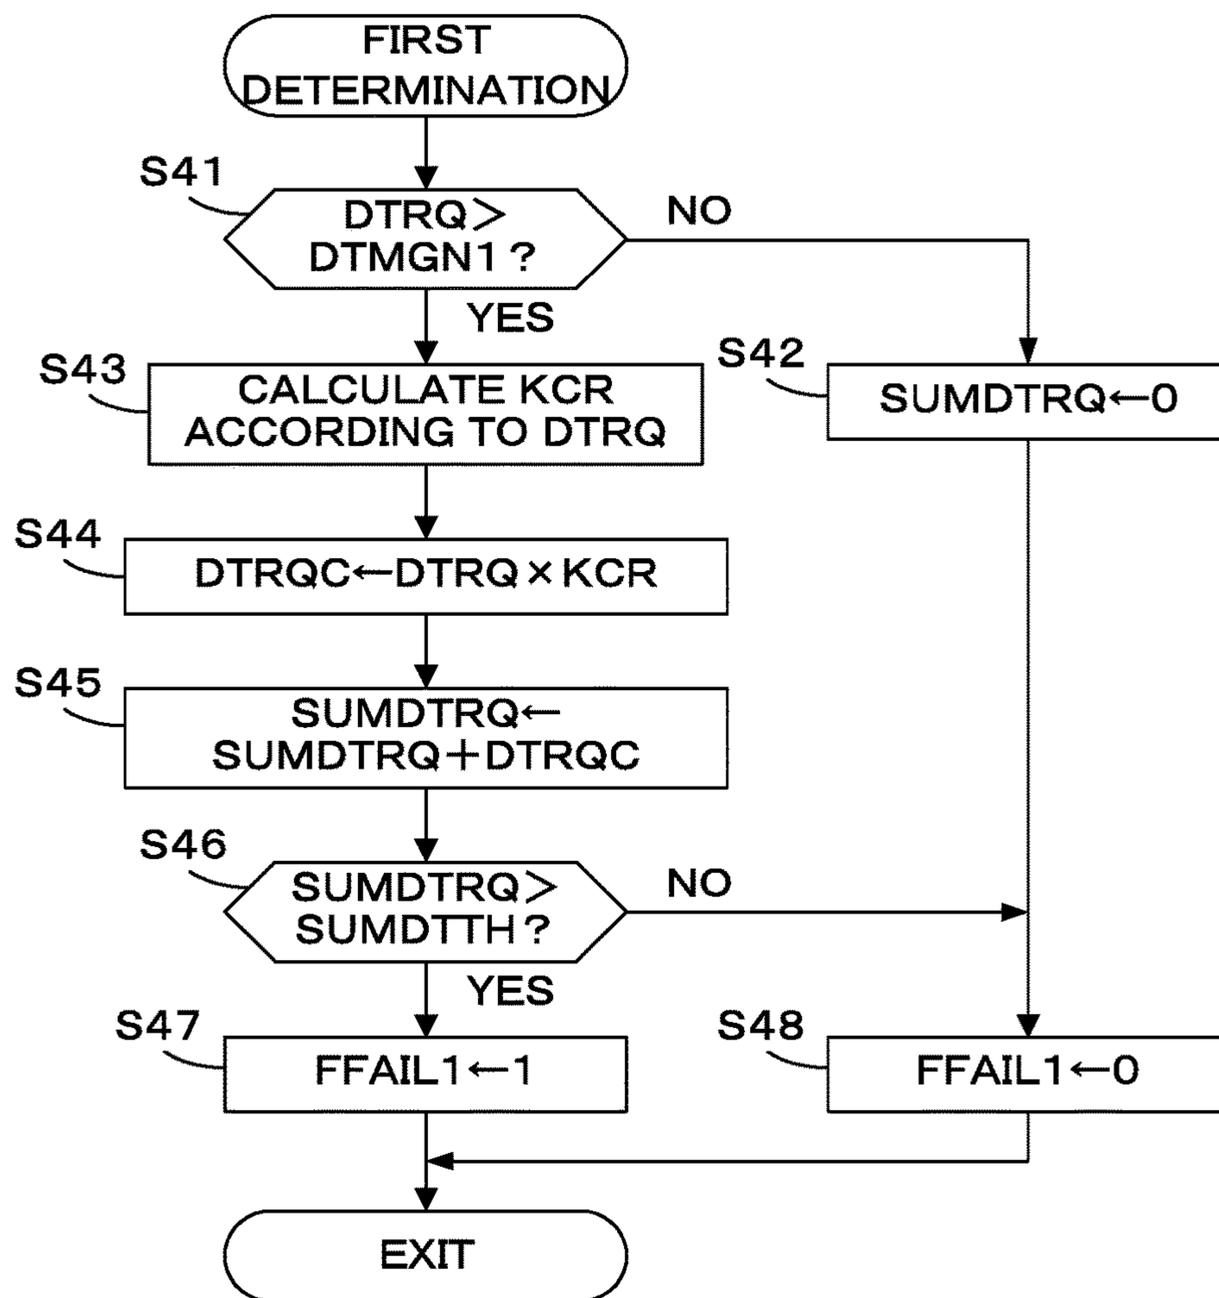 FIRST
DETERMINATION
S41
DTRQ>
DTMGN1?
NO
YES
S43
CALCULATE KCR
ACCORDING TO DTRQ
S42
SUMDTRQ←0
S44
DTRQC←DTRQ×KCR
S45
SUMDTRQ←
SUMDTRQ+DTRQC
S46
SUMDTRQ>
SUMDTTH?
NO
YES
S47
FFAIL1←1
S48
FFAIL1←0
EXIT